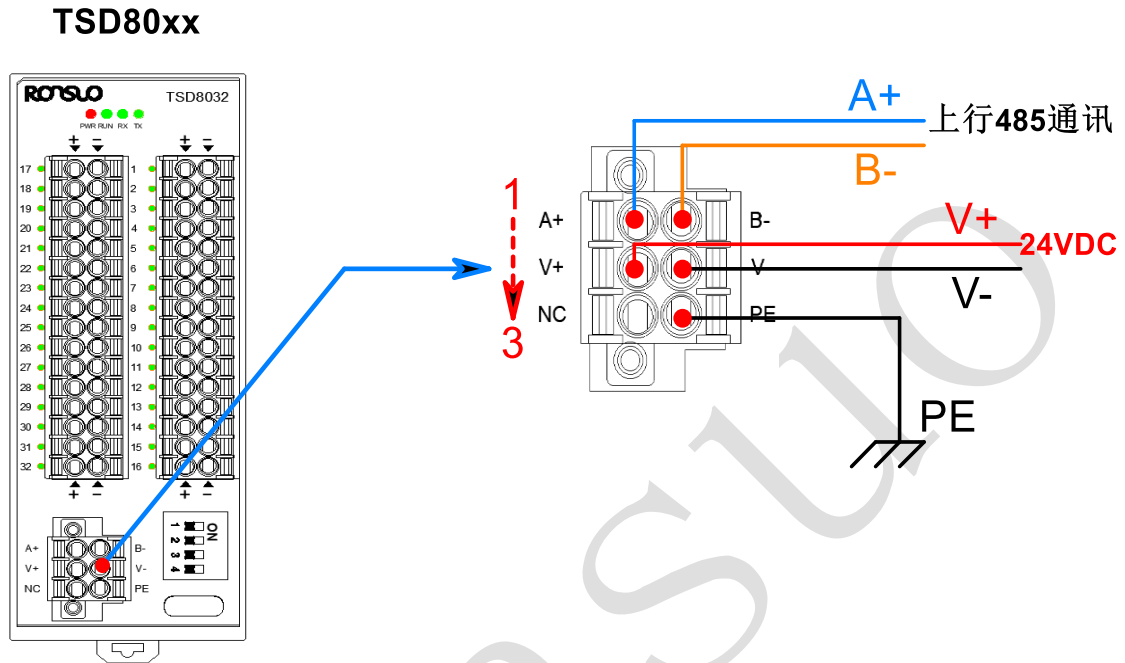 TSD80xx
RONSUO
TSD8032
PWR RUN RX TX
+ − + −
17 1
18 2
19 3
20 4
21 5
22 6
23 7
24 8
25 9
26 10
27 11
28 12
29 13
30 14
31 15
32 16
+ − + −
A+ B-
V+ V-
NC PE
1
2
3
4
ON
A+
上行485通讯
B-
1
A+ B-
V+
24VDC
V+ V
V-
NC PE
3
PE
suo